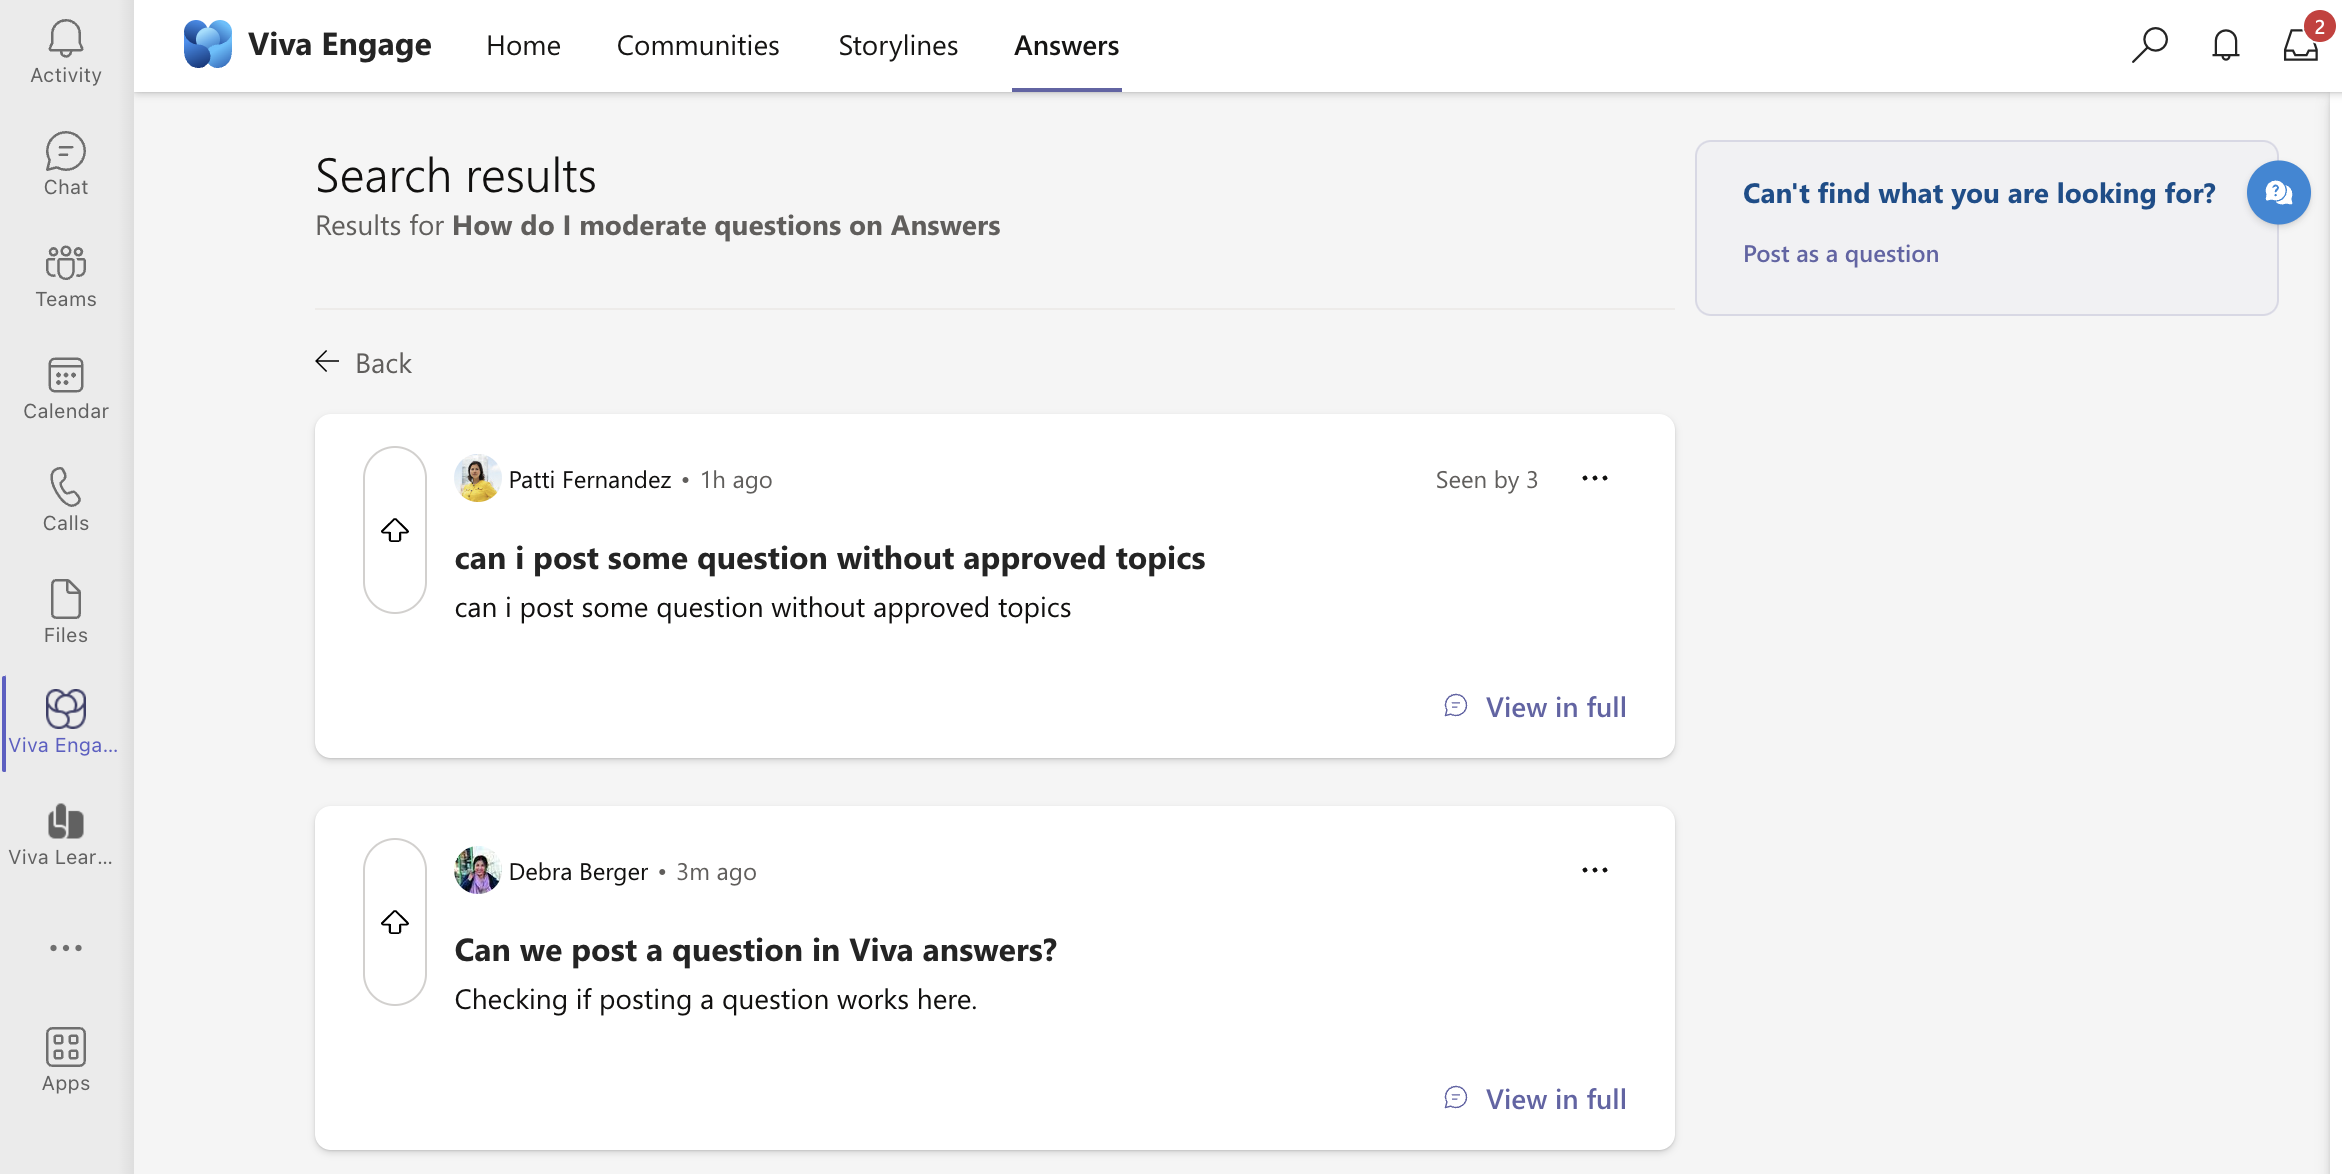 Activity
Chat
Teams
Calendar
Calls
Files
Viva Enga...
Viva Lear...
Apps
Viva Engage
Home
Communities
Storylines
Answers
2
Search results
Results for How do I moderate questions on Answers
Back
Patti Fernandez • 1h ago
Seen by 3
can i post some question without approved topics
can i post some question without approved topics
View in full
Debra Berger • 3m ago
Can we post a question in Viva answers?
Checking if posting a question works here.
View in full
Can't find what you are looking for?
Post as a question